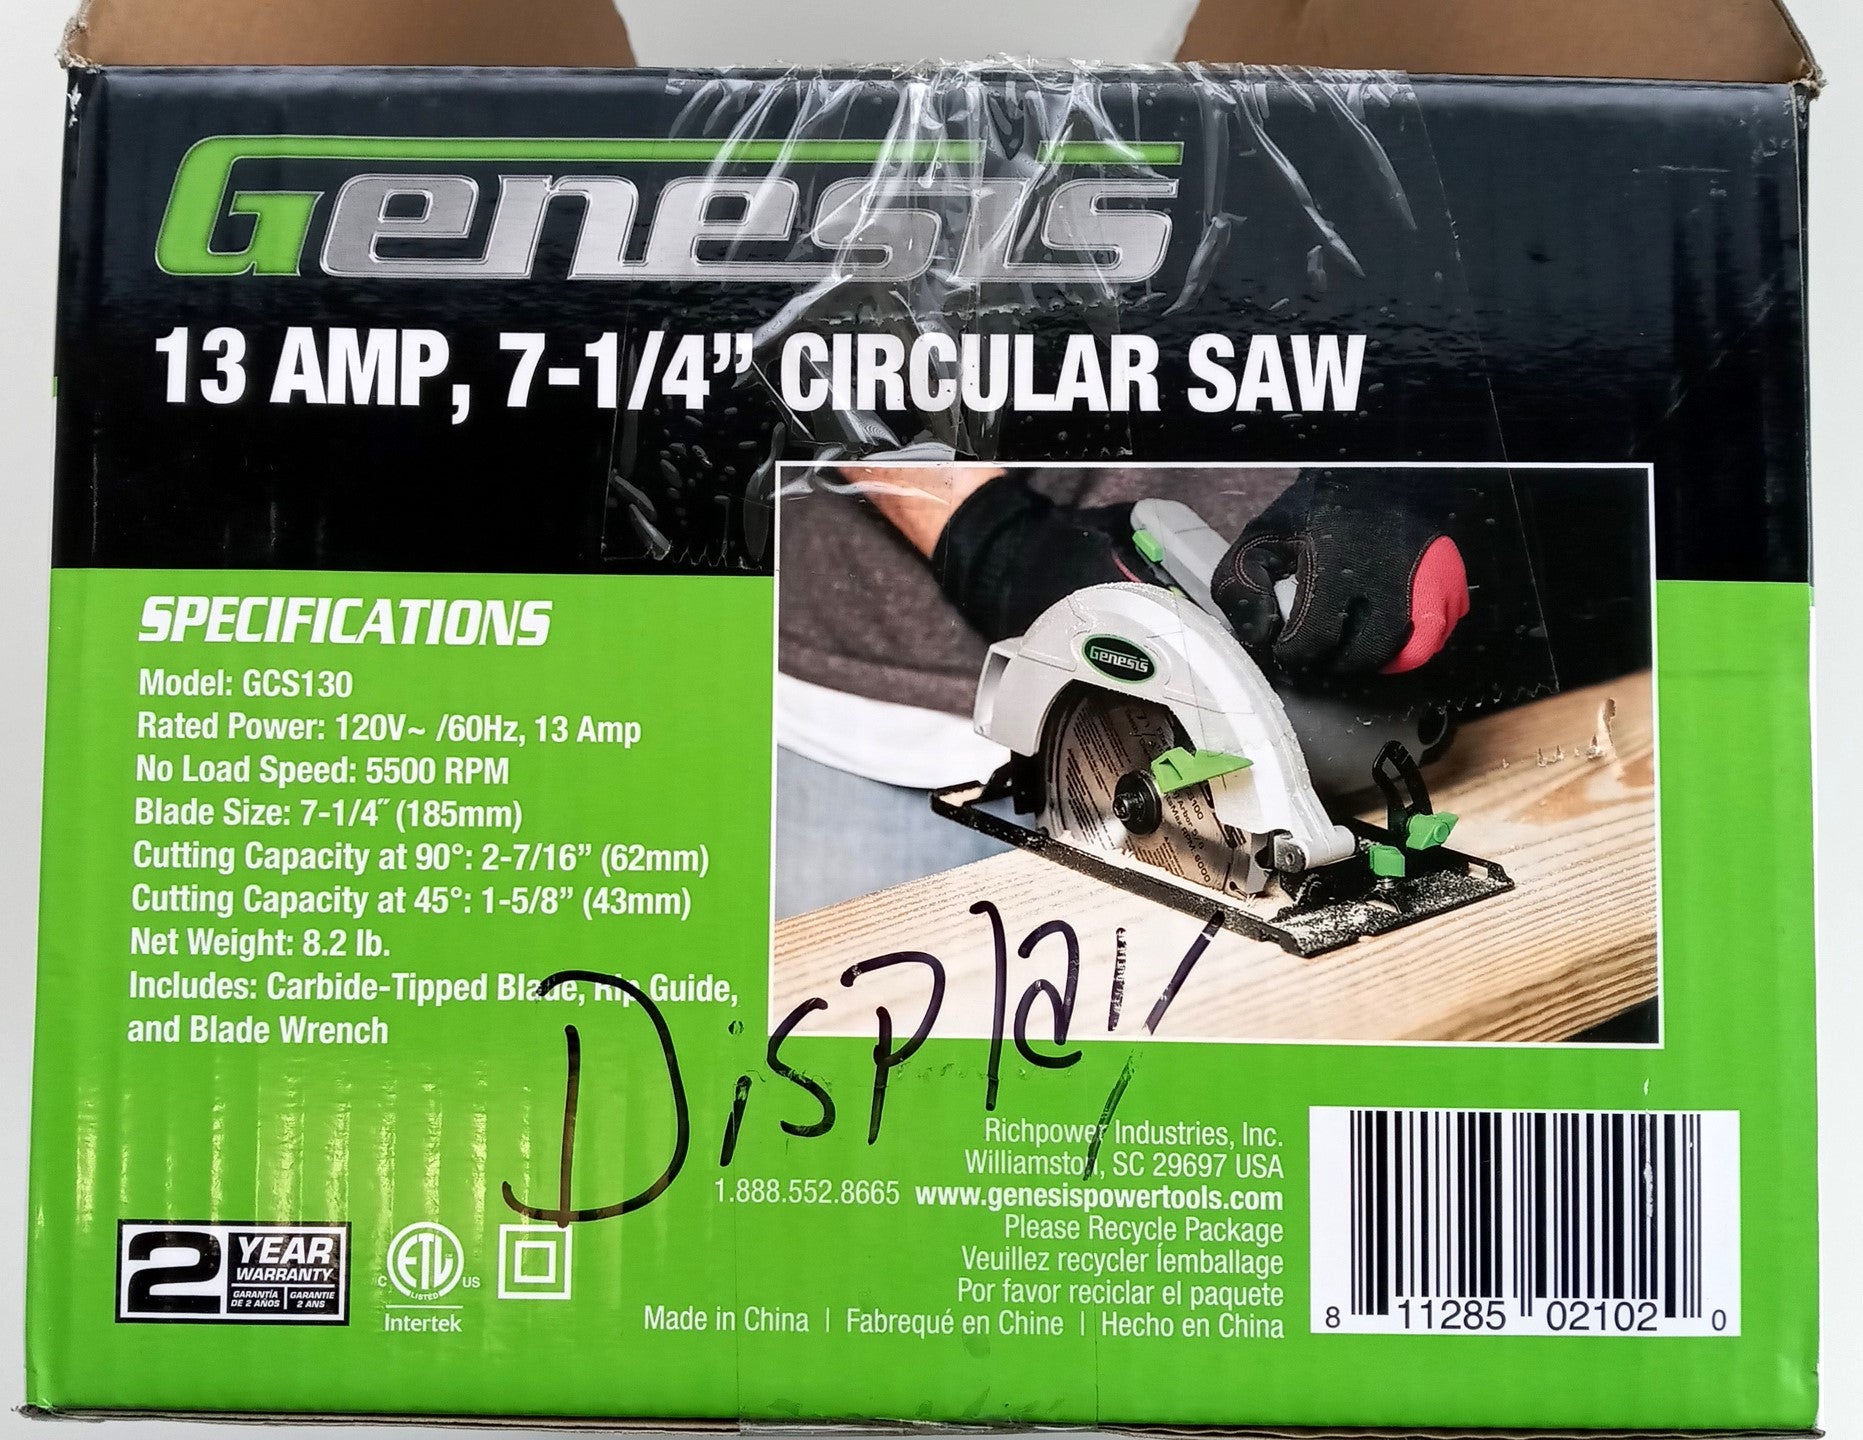 Genesis
13 AMP, 7-1/4” CIRCULAR SAW
SPECIFICATIONS
Model: GCS130
Rated Power: 120V~ /60Hz, 13 Amp
No Load Speed: 5500 RPM
Blade Size: 7-1/4˝ (185mm)
Cutting Capacity at 90°: 2-7/16” (62mm)
Cutting Capacity at 45°: 1-5/8” (43mm)
Net Weight: 8.2 lb.
Includes: Carbide-Tipped Blade, Rip Guide,
and Blade Wrench
Genesis
Display
Richpower Industries, Inc.
Williamston, SC 29697 USA
1.888.552.8665 www.genesispowertools.com
Please Recycle Package
Veuillez recycler ĺemballage
Por favor reciclar el paquete
Made in China | Fabrequé en Chine | Hecho en China
2 YEAR
WARRANTY
GARANTÍA
DE 2 AÑOS
GARANTIE
2 ANS
C ETL US
LISTED
Intertek
8 11285 02102 0